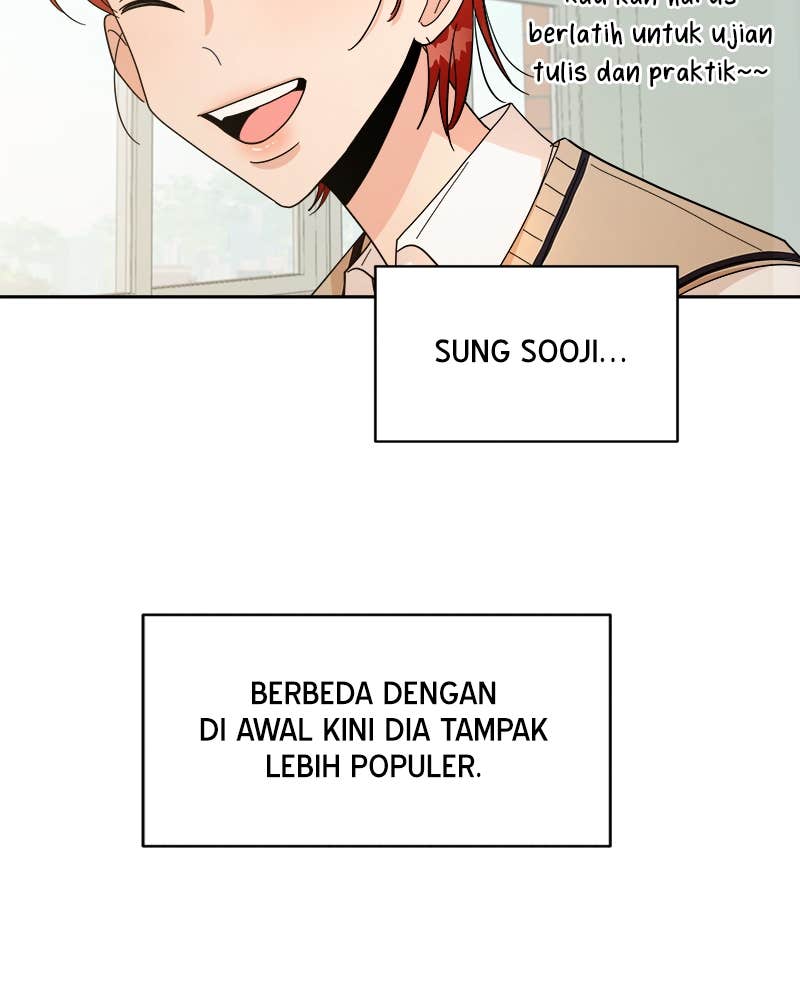 berlatih untuk ujian
tulis dan praktik~~
SUNG SOOJI...
BERBEDA DENGAN
DI AWAL KINI DIA TAMPAK
LEBIH POPULER.